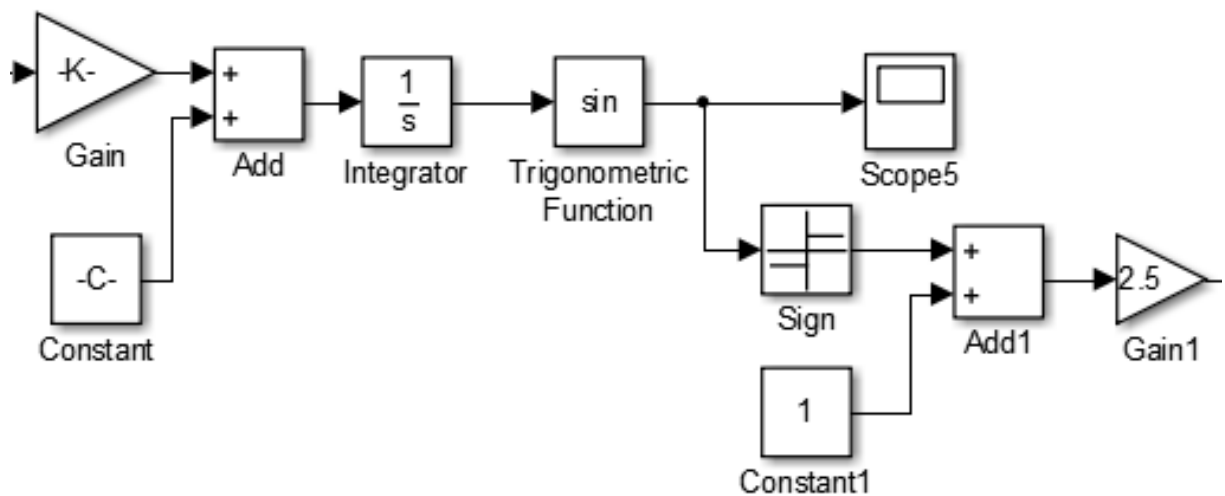 -K-
Gain
+
+
Add
1
s
Integrator
sin
Trigonometric
Function
Scope5
-C-
Constant
Sign
+
+
Add1
2.5
Gain1
1
Constant1